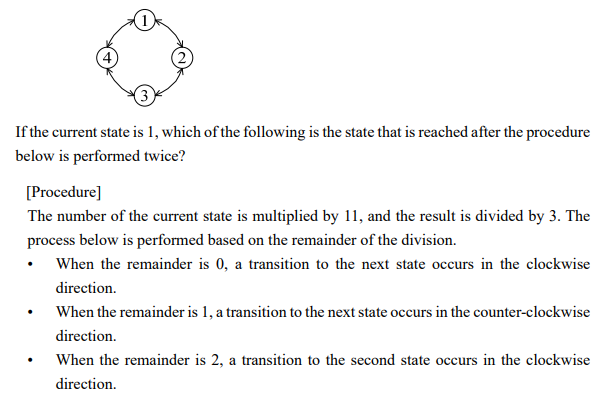 1
4
2
3
If the current state is 1, which of the following is the state that is reached after the procedure
below is performed twice?
[Procedure]
The number of the current state is multiplied by 11, and the result is divided by 3. The
process below is performed based on the remainder of the division.
• When the remainder is 0, a transition to the next state occurs in the clockwise
direction.
• When the remainder is 1, a transition to the next state occurs in the counter-clockwise
direction.
• When the remainder is 2, a transition to the second state occurs in the clockwise
direction.